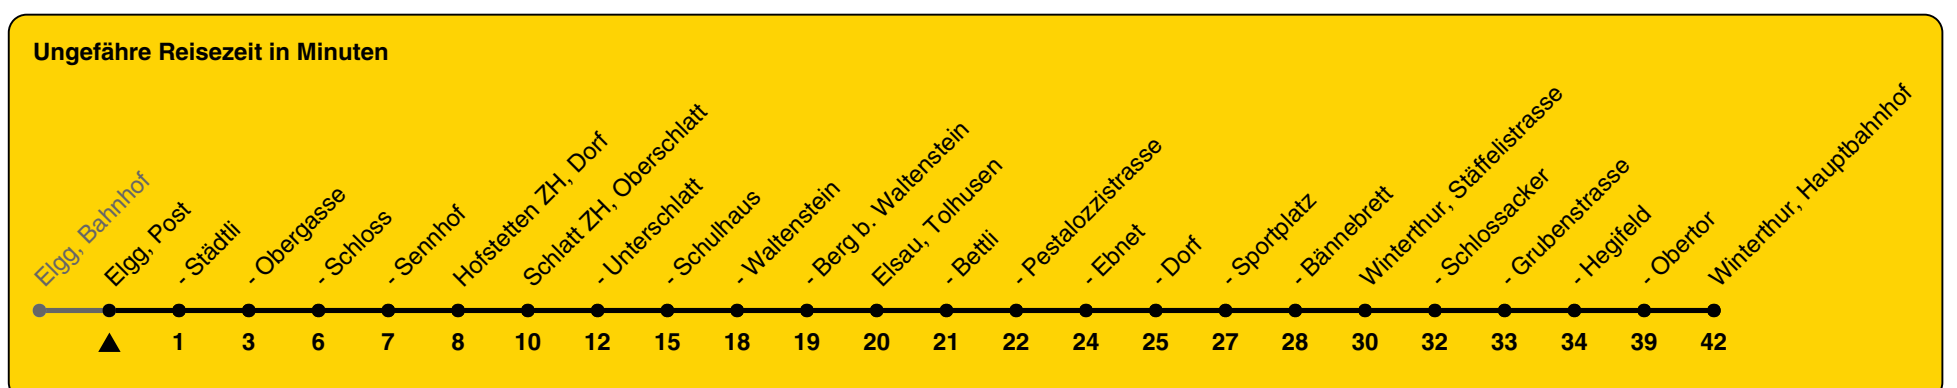 Ungefähre Reisezeit in Minuten
Elgg, Bahnhof
Elgg, Post
- Städtli
- Obergasse
- Schloss
- Sennhof
Hofstetten ZH, Dorf
Schlatt ZH, Oberschlatt
- Unterschlatt
- Schulhaus
- Waltenstein
- Berg b. Waltenstein
Elsau, Tolhusen
- Bettli
- Pestalozzistrasse
- Ebnet
- Dorf
- Sportplatz
- Bännebrett
Winterthur, Stäffelistrasse
- Schlossacker
- Grubenstrasse
- Hegifeld
- Obertor
Winterthur, Hauptbahnhof
1 3 6 7 8 10 12 15 18 19 20 21 22 24 25 27 28 30 32 33 34 39 42